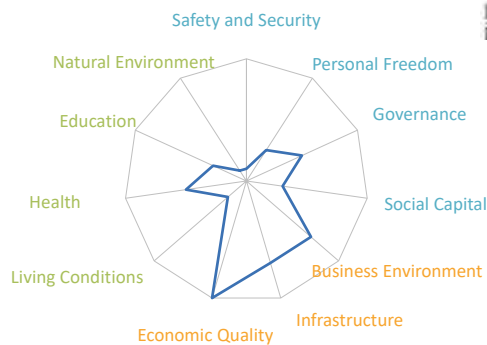 Safety and Security
Natural Environment
Personal Freedom
Education
Governance
Health
Social Capital
Living Conditions
Business Environment
Economic Quality
Infrastructure